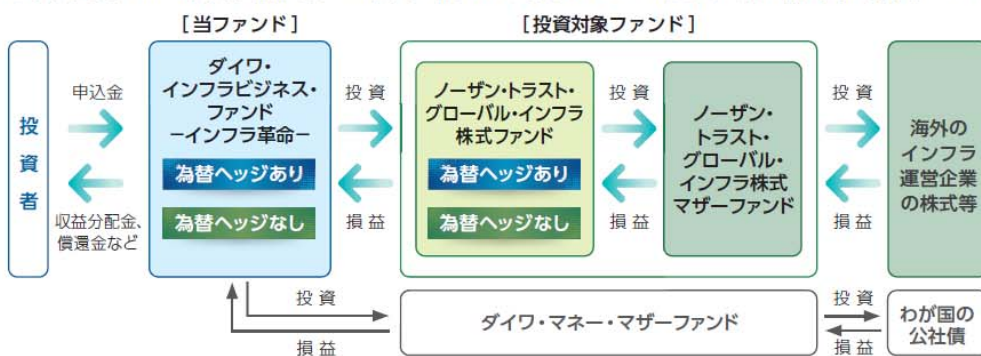 [当ファンド]
[投資対象ファンド]
投資者
申込金
収益分配金、
償還金など
ダイワ・
インフラビジネス・
ファンド
−インフラ革命−
為替ヘッジあり
為替ヘッジなし
投資
損益
ノーザン・トラスト・
グローバル・インフラ
株式ファンド
為替ヘッジあり
為替ヘッジなし
投資
損益
ノーザン・
トラスト・
グローバル・
インフラ株式
マザーファンド
投資
損益
海外の
インフラ
運営企業
の株式等
投資
損益
ダイワ・マネー・マザーファンド
投資
損益
わが国の
公社債